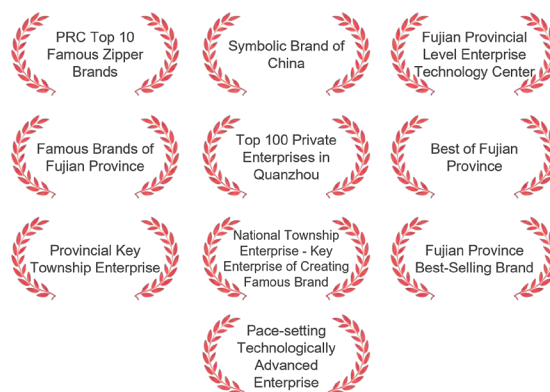 PRC Top 10
Famous Zipper
Brands
Symbolic Brand of
China
Fujian Provincial
Level Enterprise
Technology Center
Famous Brands of
Fujian Province
Top 100 Private
Enterprises in
Quanzhou
Best of Fujian
Province
Provincial Key
Township Enterprise
National Township
Enterprise - Key
Enterprise of Creating
Famous Brand
Fujian Province
Best-Selling Brand
Pace-setting
Technologically
Advanced
Enterprise